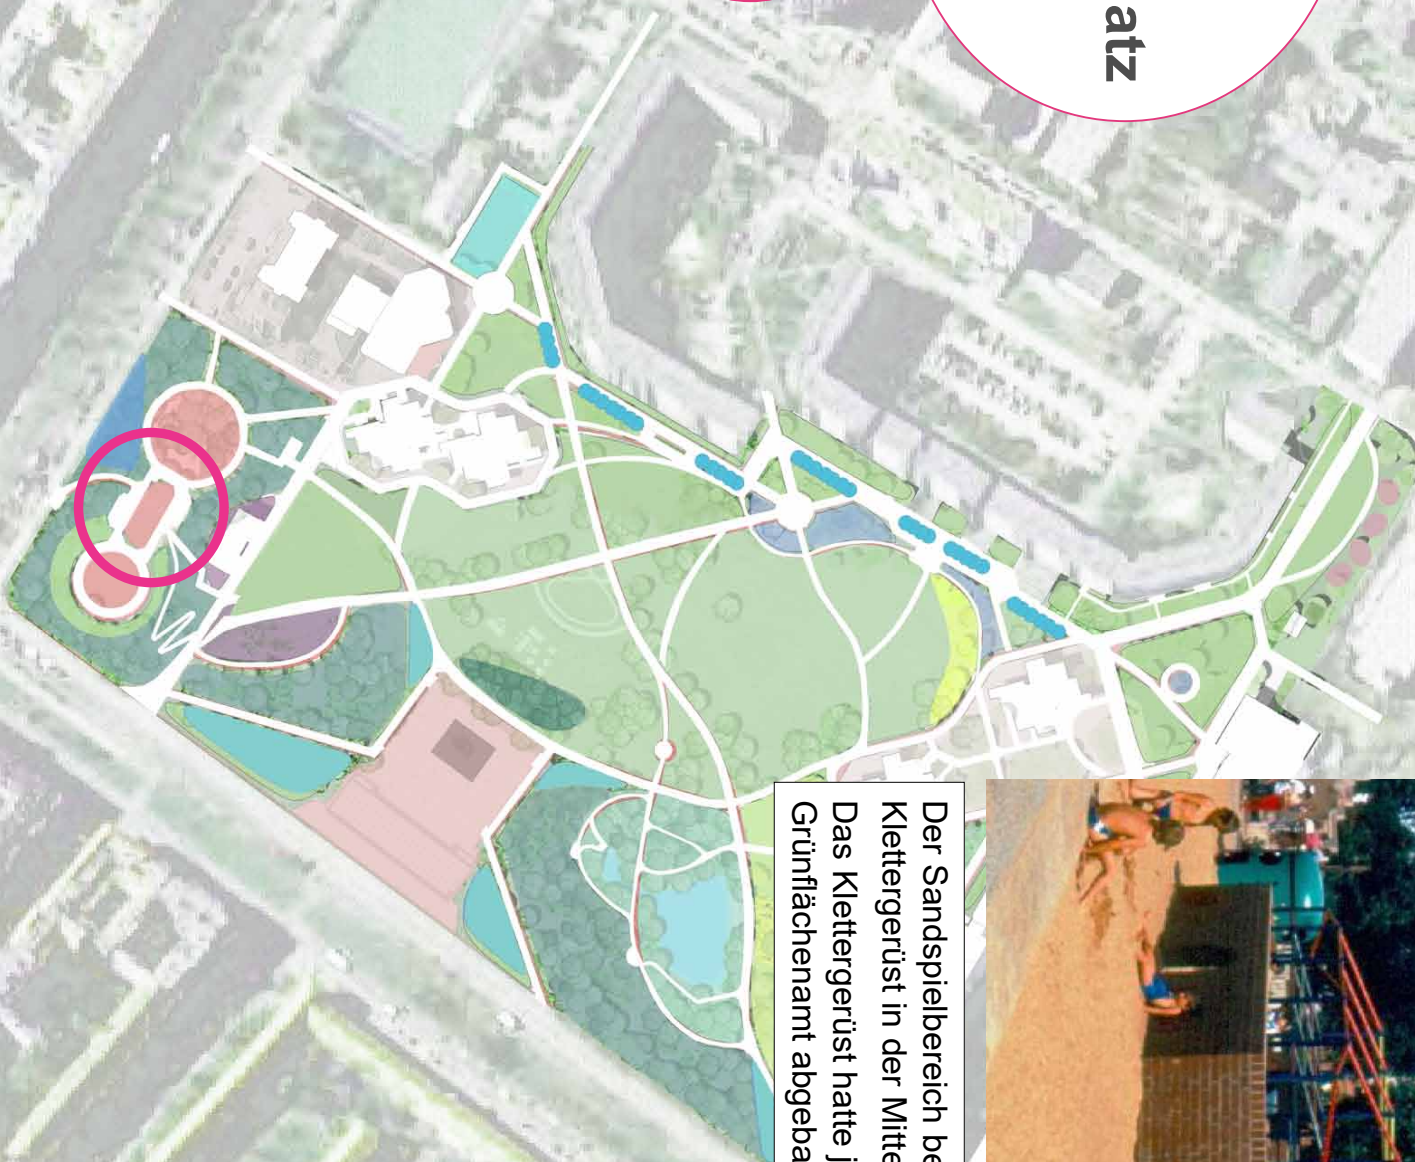 atz
Der Sandspielbereich be
Klettergerüst in der Mitte
Das Klettergerüst hatte j
Grünflächenamt abgeba